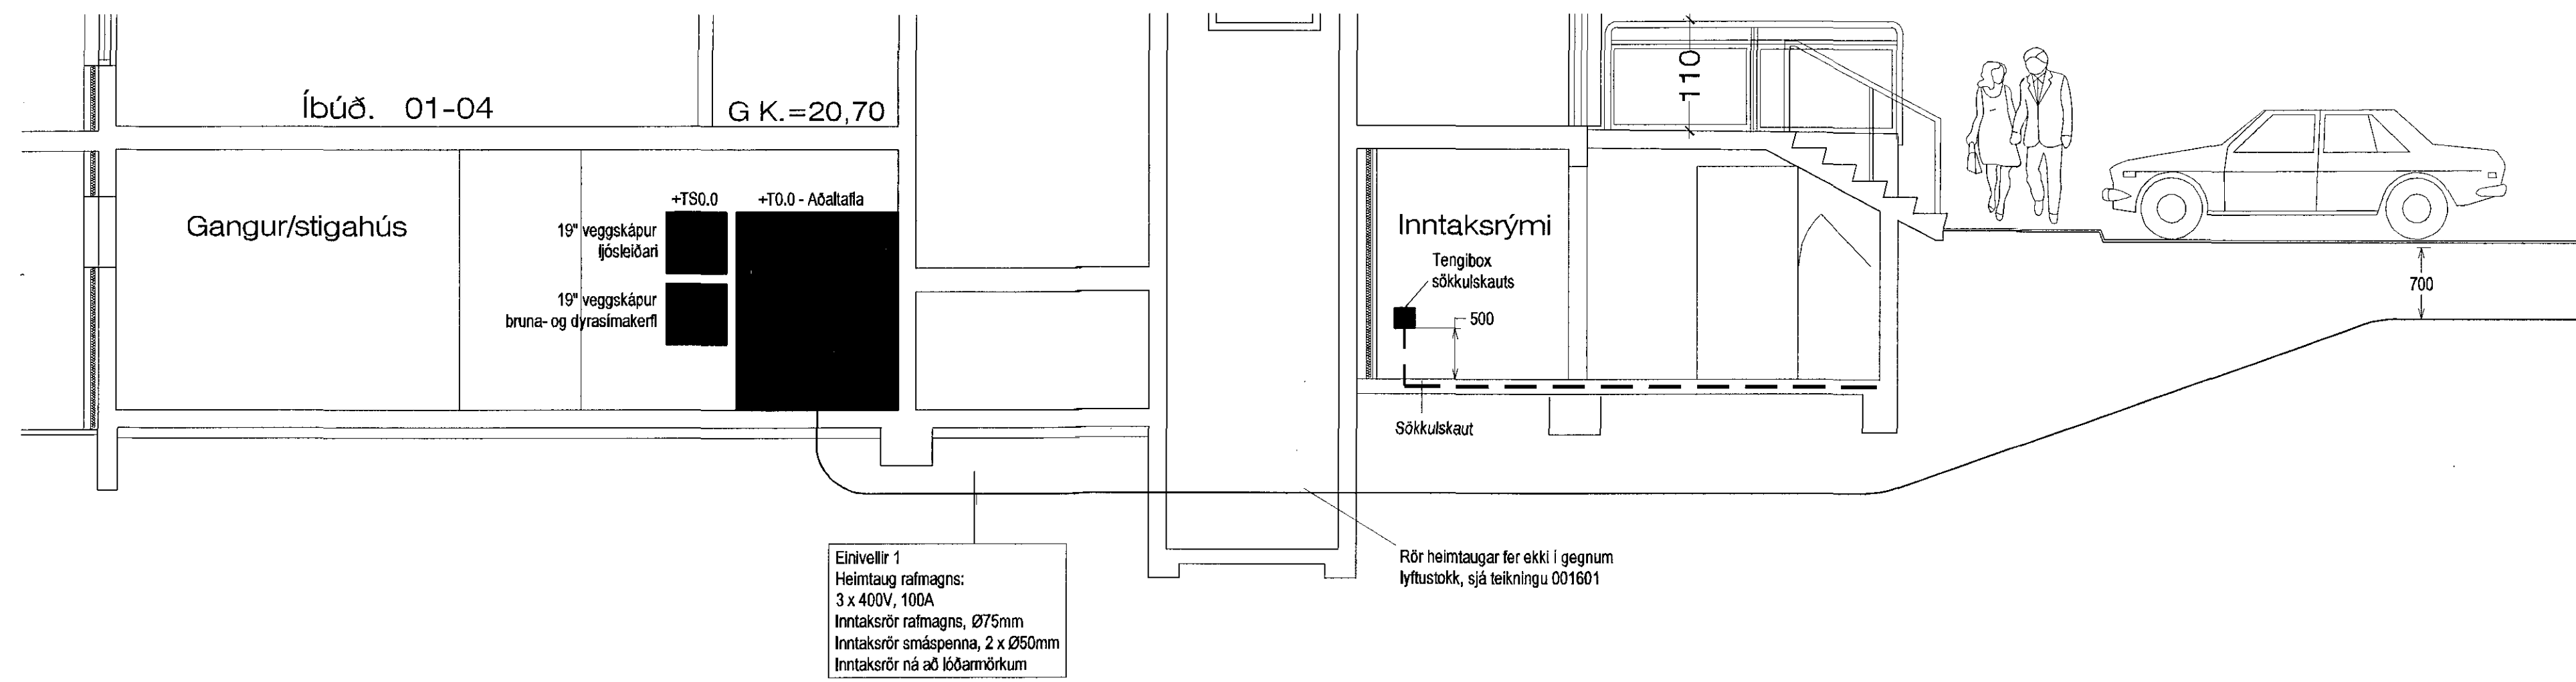 Íbúð. 01-04
G K.=20,70
110
Gangur/stigahús
+TS0.0
+T0.0 - Aðaltafla
19" veggskápur
ljósleiðari
19" veggskápur
bruna- og dyrasímakerfi
Inntaksrými
Tengibox
sökkulskauts
500
Sökkulskaut
700
Einivellir 1
Heimtaug rafmagns:
3 x 400V, 100A
Inntaksrör rafmagns, Ø75mm
Inntaksrör smáspenna, 2 x Ø50mm
Inntaksrör ná að lóðarmörkum
Rör heimtaugar fer ekki í gegnum
lyftustokk, sjá teikningu 001601